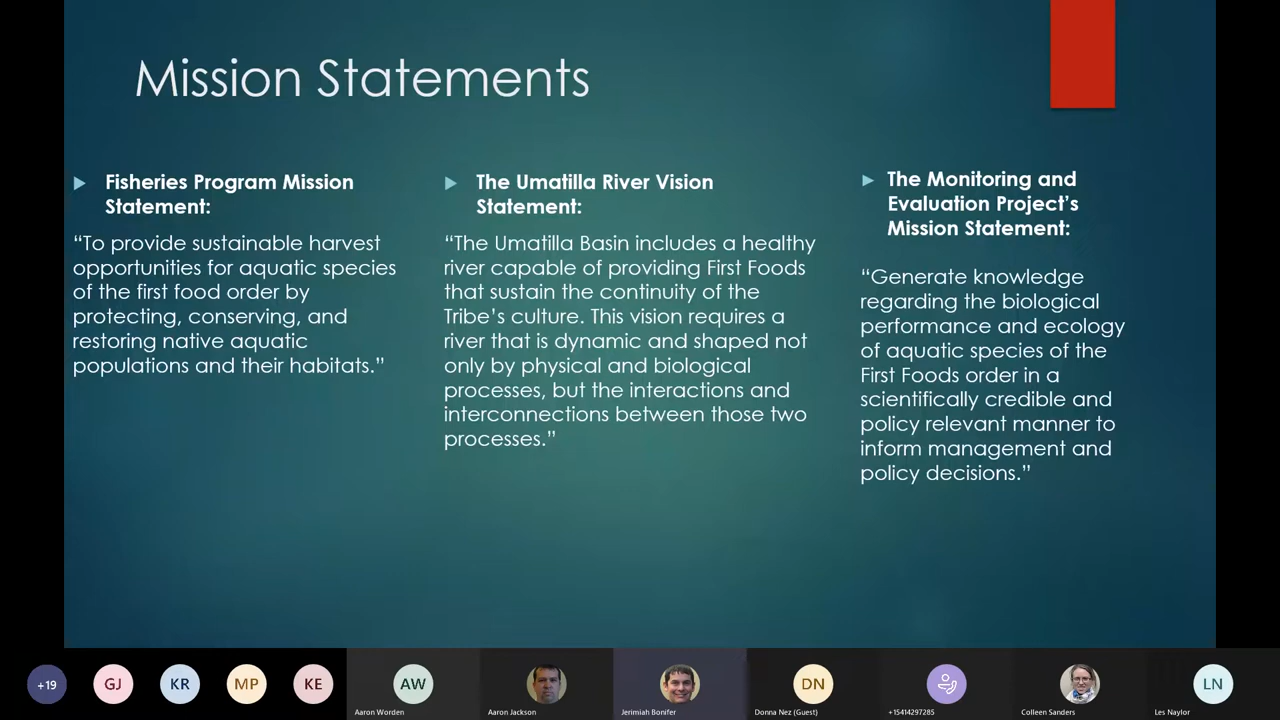 Mission Statements
Fisheries Program Mission
Statement:
“To provide sustainable harvest
opportunities for aquatic species
of the first food order by
protecting, conserving, and
restoring native aquatic
populations and their habitats.”
The Umatilla River Vision
Statement:
“The Umatilla Basin includes a healthy
river capable of providing First Foods
that sustain the continuity of the
Tribe’s culture. This vision requires a
river that is dynamic and shaped not
only by physical and biological
processes, but the interactions and
interconnections between those two
processes.”
The Monitoring and
Evaluation Project’s
Mission Statement:
“Generate knowledge
regarding the biological
performance and ecology
of aquatic species of the
First Foods order in a
scientifically credible and
policy relevant manner to
inform management and
policy decisions.”
+19
GJ
KR
MP
KE
AW
Aaron Worden
Aaron Jackson
Jerimiah Bonifer
DN
Donna Nez (Guest)
+15414297285
Colleen Sanders
LN
Les Naylor